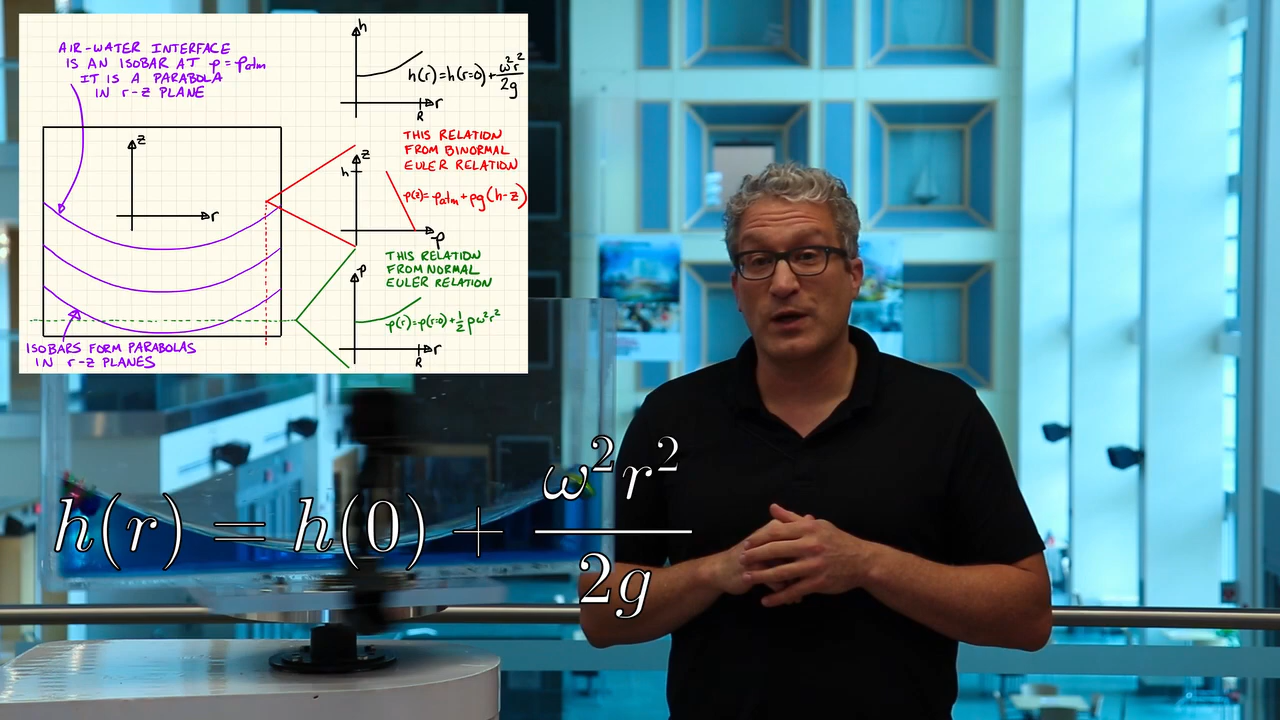 AIR-WATER INTERFACE
IS AN ISOBAR AT p = patm
IT IS A PARABOLA
IN r-z PLANE
z
r
ISOBARS FORM PARABOLAS
IN r-z PLANES
h
h(r)=h(r=0)+ω²r²/2g
r
R
THIS RELATION
FROM BINORMAL
EULER RELATION
z
h
p(z)=patm+ρg(h-z)
p
THIS RELATION
FROM NORMAL
EULER RELATION
p
p(r)=p(r=0)+½ρω²r²
r
R
h(r) = h(0) + ω²r²/2g